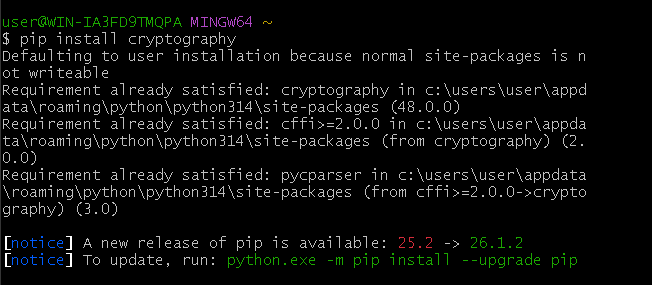 user@WIN-IA3FD9TMQPA MINGW64 ~
$ pip install cryptography
Defaulting to user installation because normal site-packages is n
ot writeable
Requirement already satisfied: cryptography in c:\users\user\appd
ata\roaming\python\python314\site-packages (48.0.0)
Requirement already satisfied: cffi>=2.0.0 in c:\users\user\appda
ta\roaming\python\python314\site-packages (from cryptography) (2.
0.0)
Requirement already satisfied: pycparser in c:\users\user\appdata
\roaming\python\python314\site-packages (from cffi>=2.0.0->crypto
graphy) (3.0)
[notice] A new release of pip is available: 25.2 -> 26.1.2
[notice] To update, run: python.exe -m pip install --upgrade pip